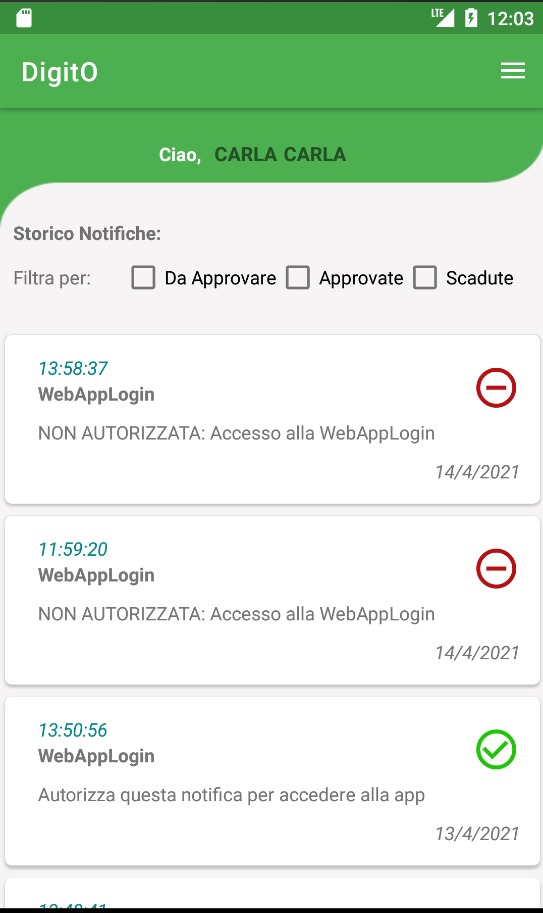 LTE 12:03
DigitO
Ciao, CARLA CARLA
Storico Notifiche:
Filtra per: Da Approvare Approvate Scadute
13:58:37
WebAppLogin
NON AUTORIZZATA: Accesso alla WebAppLogin
14/4/2021
11:59:20
WebAppLogin
NON AUTORIZZATA: Accesso alla WebAppLogin
14/4/2021
13:50:56
WebAppLogin
Autorizza questa notifica per accedere alla app
13/4/2021